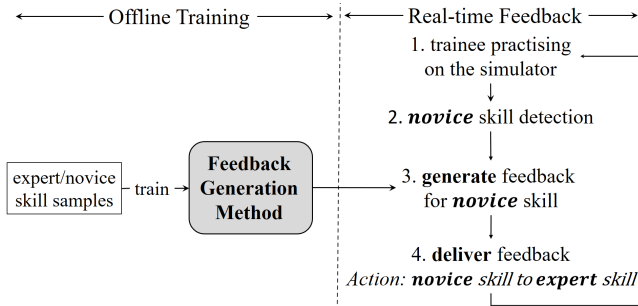 Offline Training
Real-time Feedback
1. trainee practising
on the simulator
2. novice skill detection
expert/novice
skill samples
train
Feedback
Generation
Method
3. generate feedback
for novice skill
4. deliver feedback
Action: novice skill to expert skill